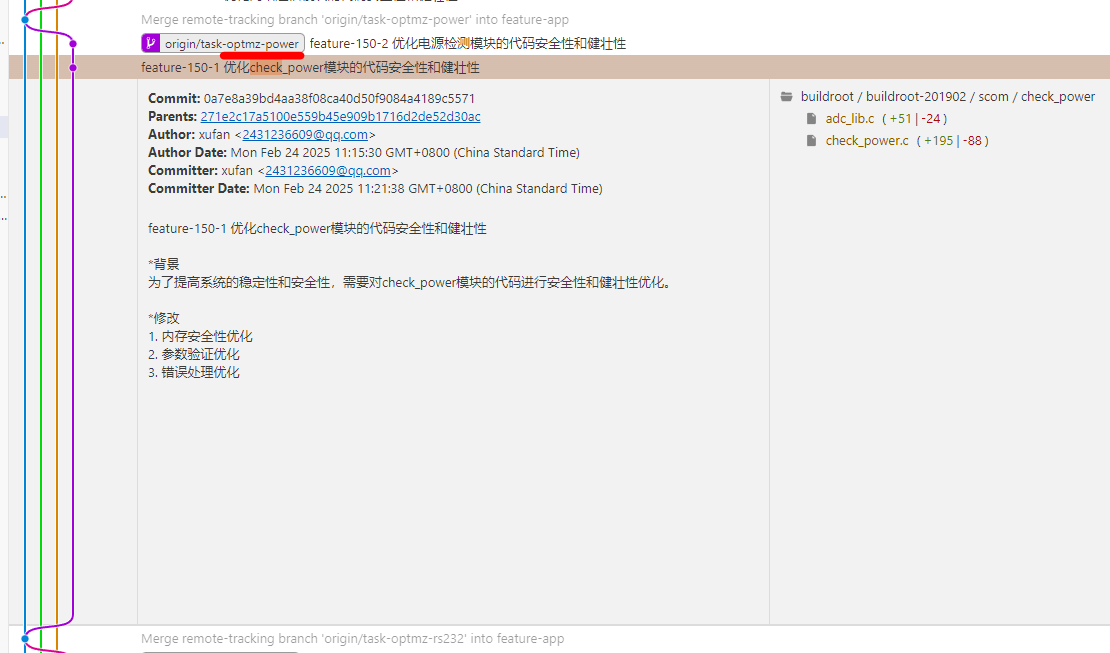 Merge remote-tracking branch 'origin/task-optmz-power' into feature-app
origin/task-optmz-power feature-150-2 优化电源检测模块的代码安全性和健壮性
feature-150-1 优化check_power模块的代码安全性和健壮性
Commit: 0a7e8a39bd4aa38f08ca40d50f9084a4189c5571
Parents: 271e2c17a5100e559b45e909b1716d2de52d30ac
Author: xufan <2431236609@qq.com>
Author Date: Mon Feb 24 2025 11:15:30 GMT+0800 (China Standard Time)
Committer: xufan <2431236609@qq.com>
Committer Date: Mon Feb 24 2025 11:21:38 GMT+0800 (China Standard Time)
feature-150-1 优化check_power模块的代码安全性和健壮性
*背景
为了提高系统的稳定性和安全性，需要对check_power模块的代码进行安全性和健壮性优化。
*修改
1. 内存安全性优化
2. 参数验证优化
3. 错误处理优化
buildroot / buildroot-201902 / scom / check_power
adc_lib.c ( +51 | -24 )
check_power.c ( +195 | -88 )
Merge remote-tracking branch 'origin/task-optmz-rs232' into feature-app